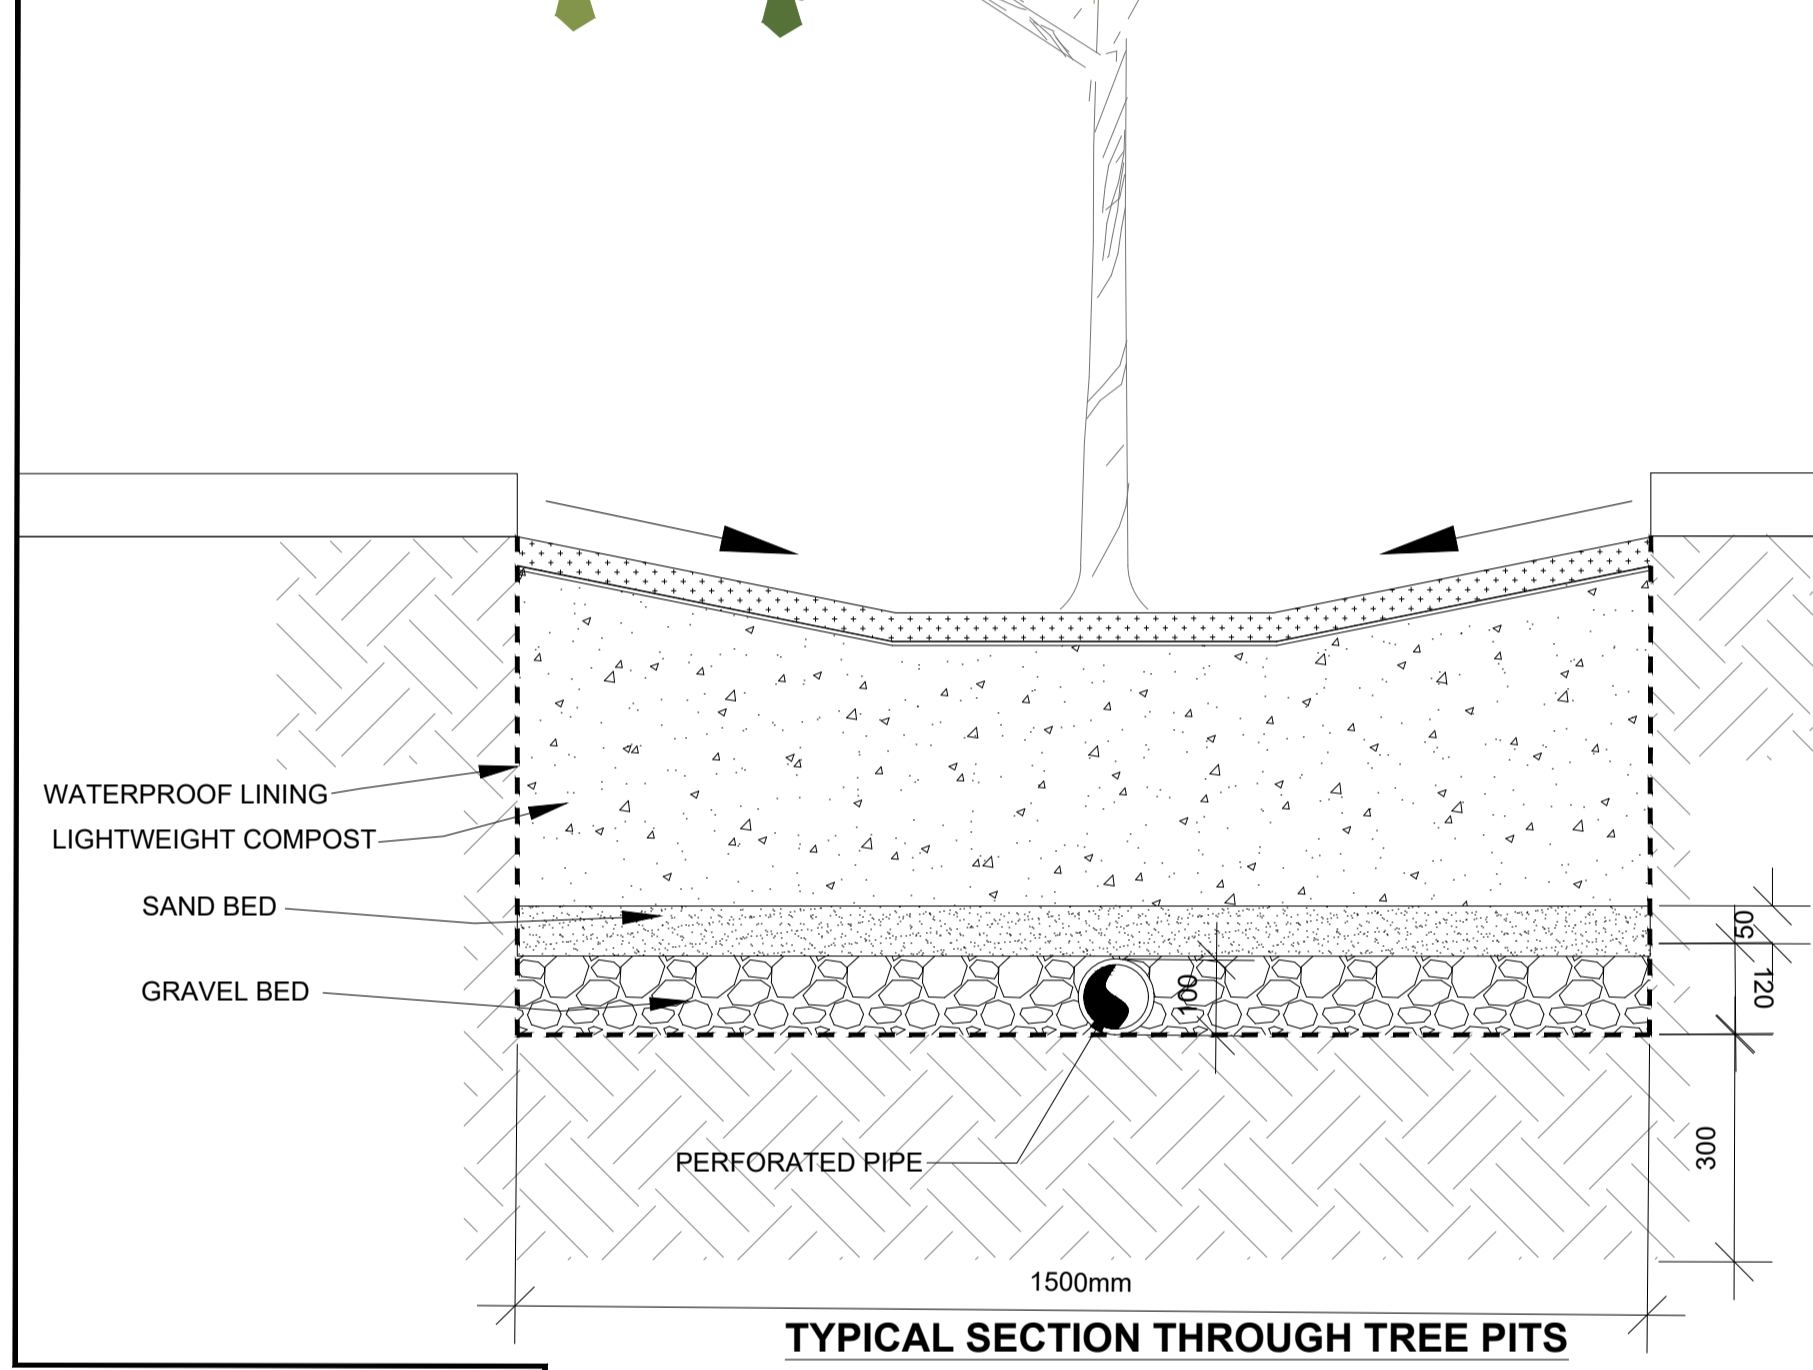 WATERPROOF LINING
LIGHTWEIGHT COMPOST
SAND BED
50
GRAVEL BED
100
120
PERFORATED PIPE
300
1500mm
TYPICAL SECTION THROUGH TREE PITS